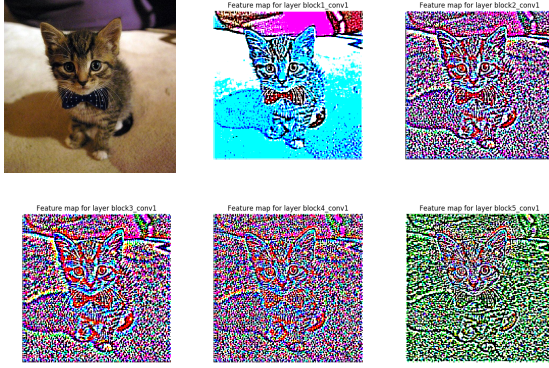 Feature map for layer block1_conv1
Feature map for layer block2_conv1
Feature map for layer block3_conv1
Feature map for layer block4_conv1
Feature map for layer block5_conv1